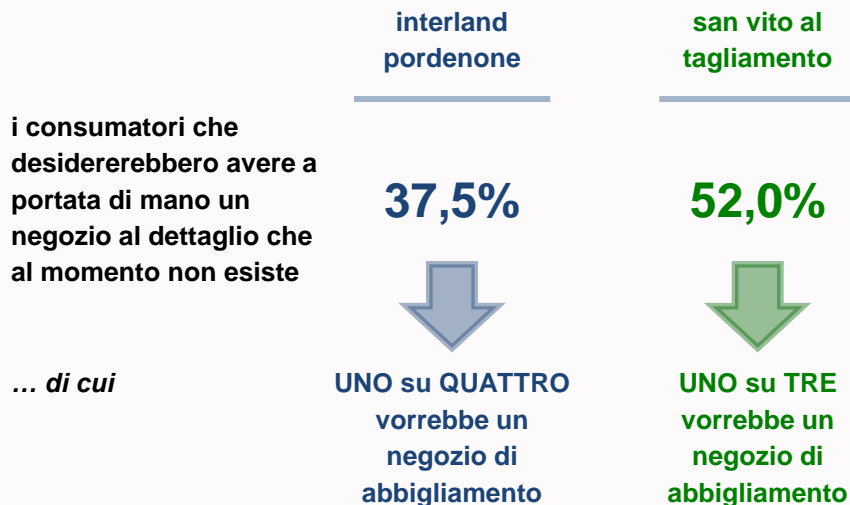 interland
pordenone
san vito al
tagliamento
i consumatori che
desidererebbero avere a
portata di mano un
negozio al dettaglio che
al momento non esiste
37,5%
52,0%
… di cui
UNO su QUATTRO
vorrebbe un
negozio di
abbigliamento
UNO su TRE
vorrebbe un
negozio di
abbigliamento